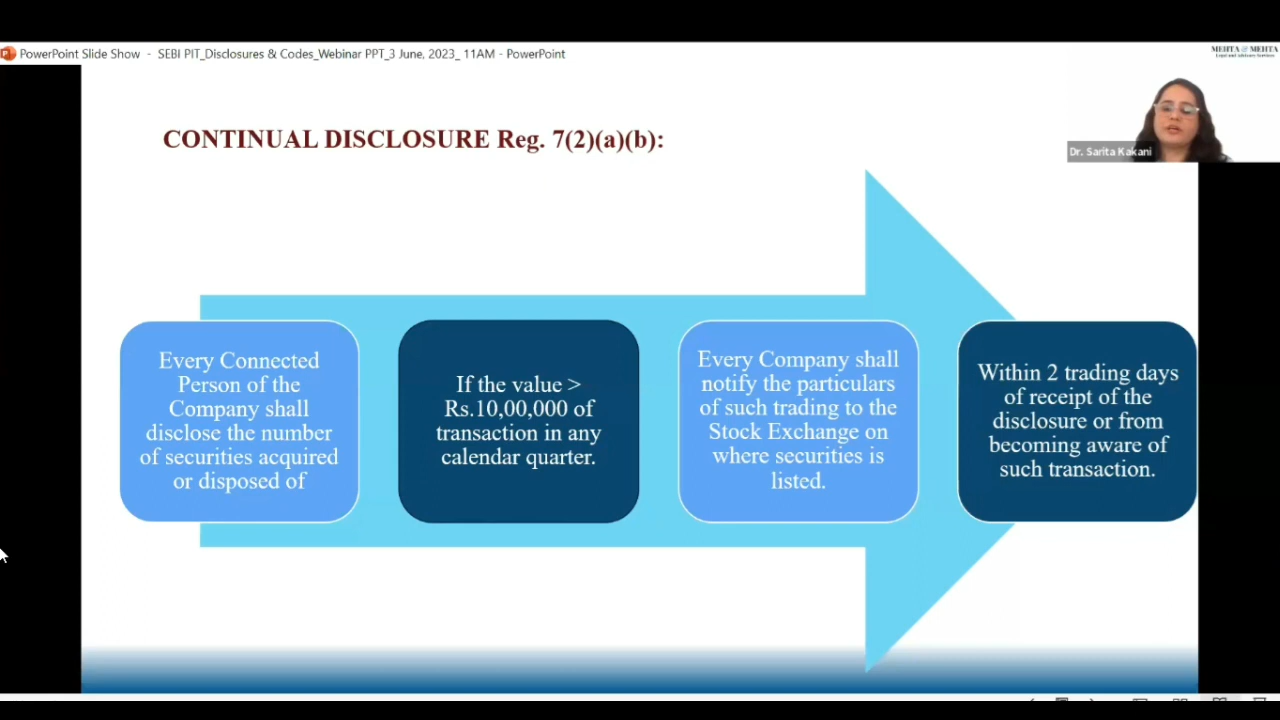 PowerPoint Slide Show - SEBI PIT_Disclosures & Codes_Webinar PPT_3 June, 2023_ 11AM - PowerPoint
MEHTA & MEHTA
Legal and Advisory Services
CONTINUAL DISCLOSURE Reg. 7(2)(a)(b):
Dr. Sarita Kakani
Every Connected
Person of the
Company shall
disclose the number
of securities acquired
or disposed of
If the value >
Rs.10,00,000 of
transaction in any
calendar quarter.
Every Company shall
notify the particulars
of such trading to the
Stock Exchange on
where securities is
listed.
Within 2 trading days
of receipt of the
disclosure or from
becoming aware of
such transaction.